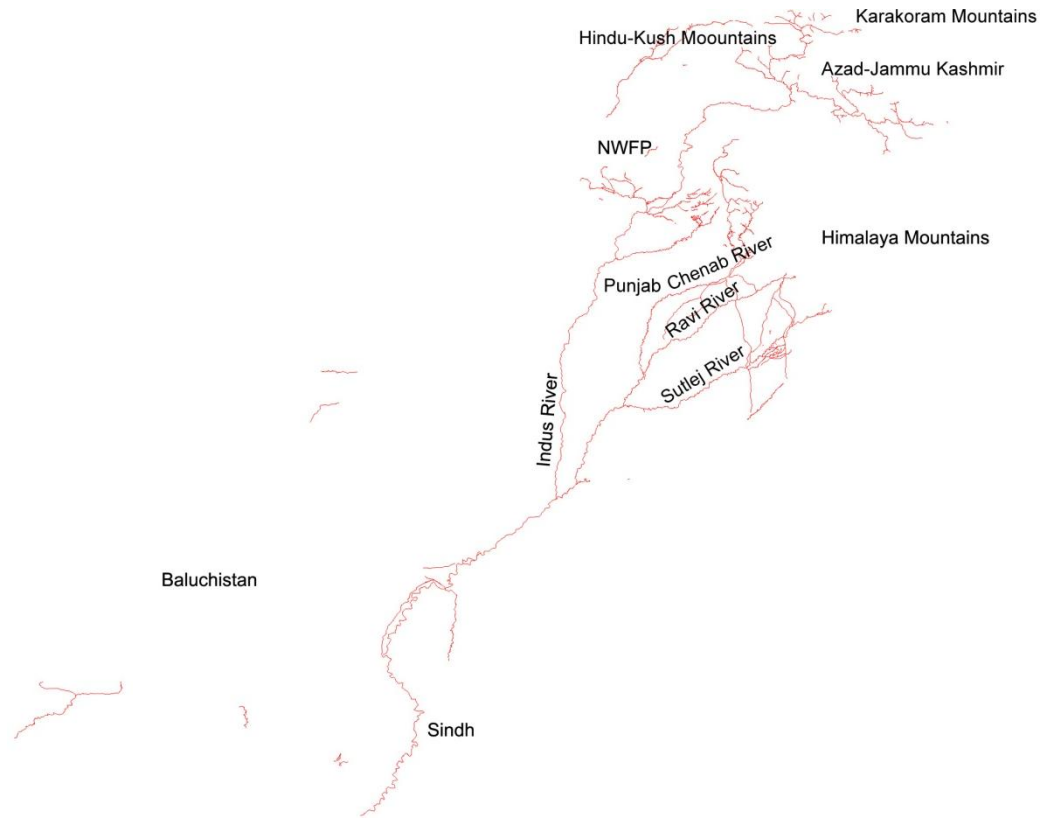 Karakoram Mountains
Hindu-Kush Moountains
Azad-Jammu Kashmir
NWFP
Himalaya Mountains
Chenab River
Punjab
Ravi River
Sutlej River
Indus River
Baluchistan
Sindh